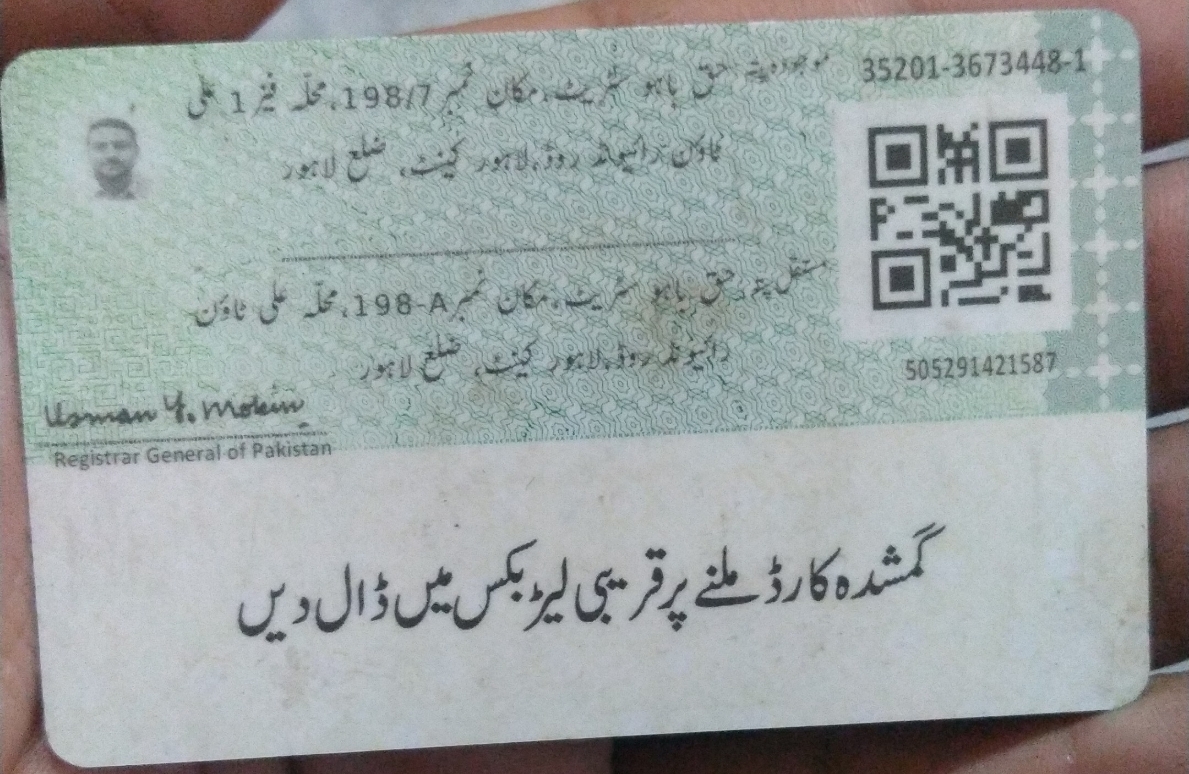 35201-3673448-1
موجودہ پتہ: حق باہو سٹریٹ، مکان نمبر 198/7، محلہ فیز 1 علی
ٹاؤن رائیونڈ روڈ، لاہور کینٹ، ضلع لاہور
مستقل پتہ: حق باہو سٹریٹ، مکان نمبر 198-A، محلہ علی ٹاؤن
رائیونڈ روڈ، لاہور کینٹ، ضلع لاہور
505291421587
Usman Y. Mobin
Registrar General of Pakistan
گمشدہ کارڈ ملنے پر قریبی لیٹر بکس میں ڈال دیں